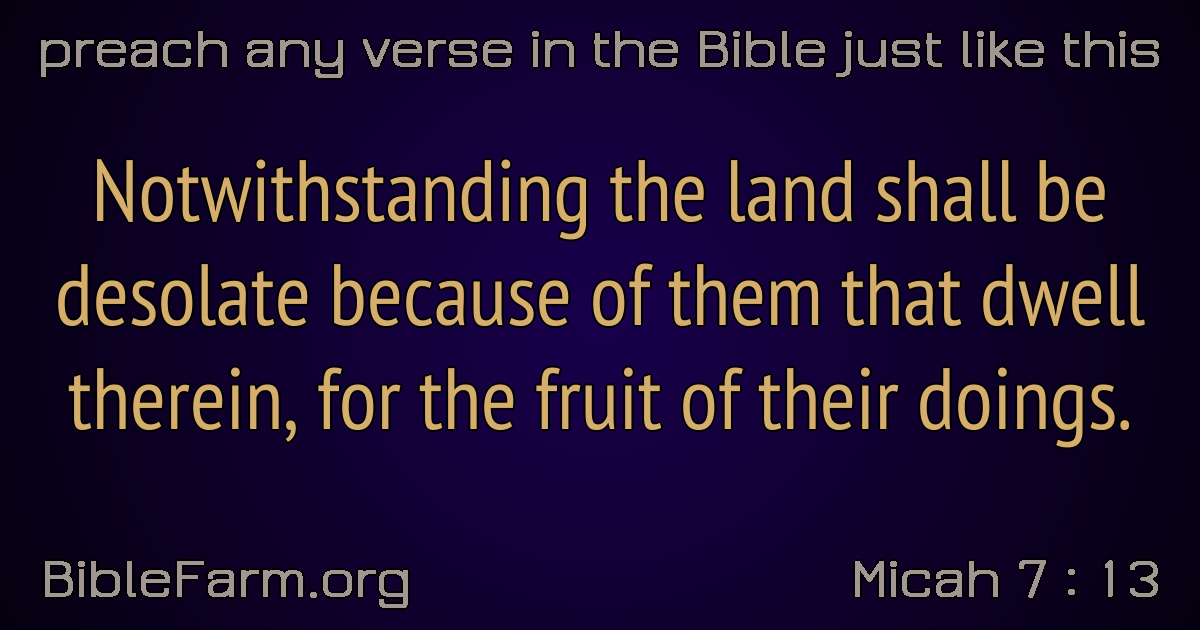 preach any verse in the Bible just like this
Notwithstanding the land shall be
desolate because of them that dwell
therein, for the fruit of their doings.
BibleFarm.org
Micah 7 : 13